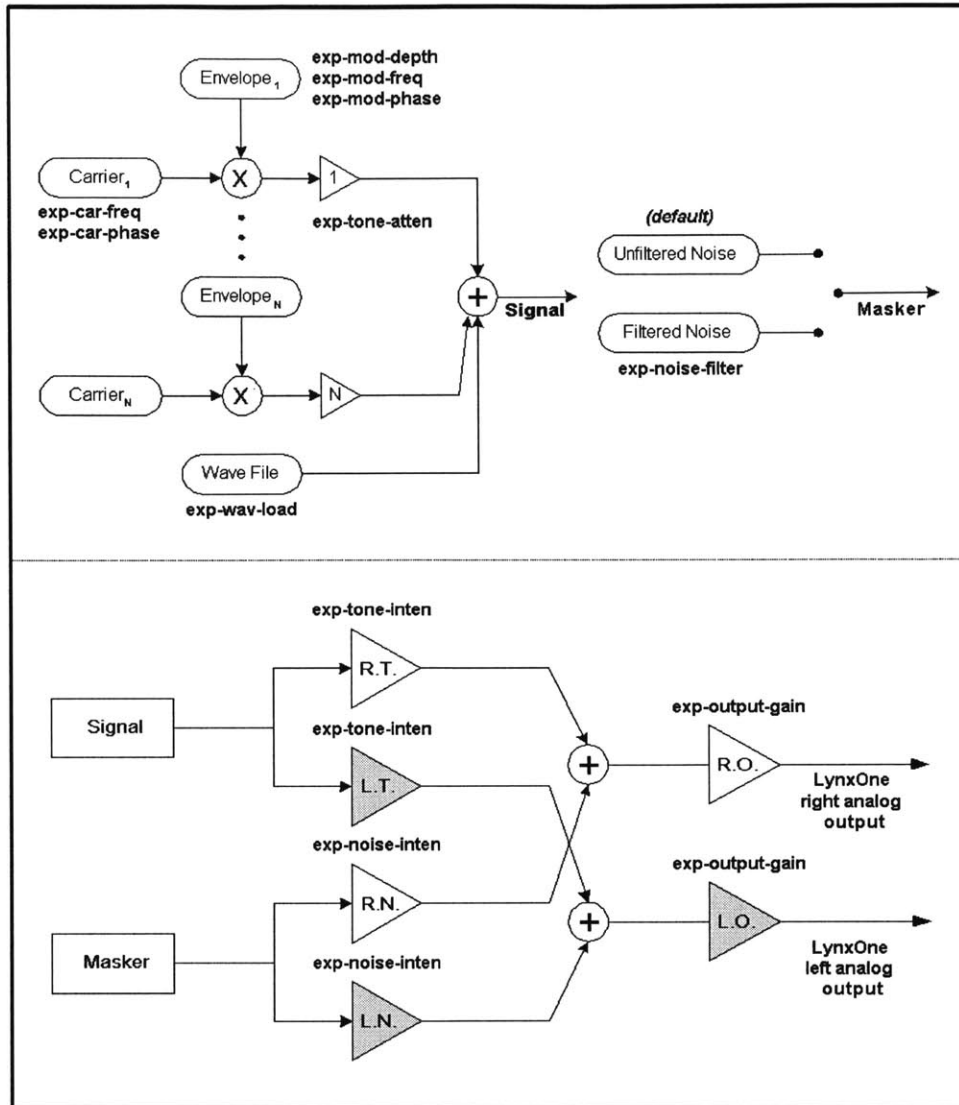 Envelope1
exp-mod-depth
exp-mod-freq
exp-mod-phase
Carrier1
X
1
exp-car-freq
exp-car-phase
exp-tone-atten
(default)
Unfiltered Noise
EnvelopeN
+
Signal
Masker
Filtered Noise
exp-noise-filter
CarrierN
X
N
Wave File
exp-wav-load
exp-tone-inten
R.T.
Signal
exp-tone-inten
exp-output-gain
L.T.
+
R.O.
LynxOne
right analog
output
exp-noise-inten
exp-output-gain
R.N.
+
L.O.
Masker
exp-noise-inten
LynxOne
left analog
output
L.N.